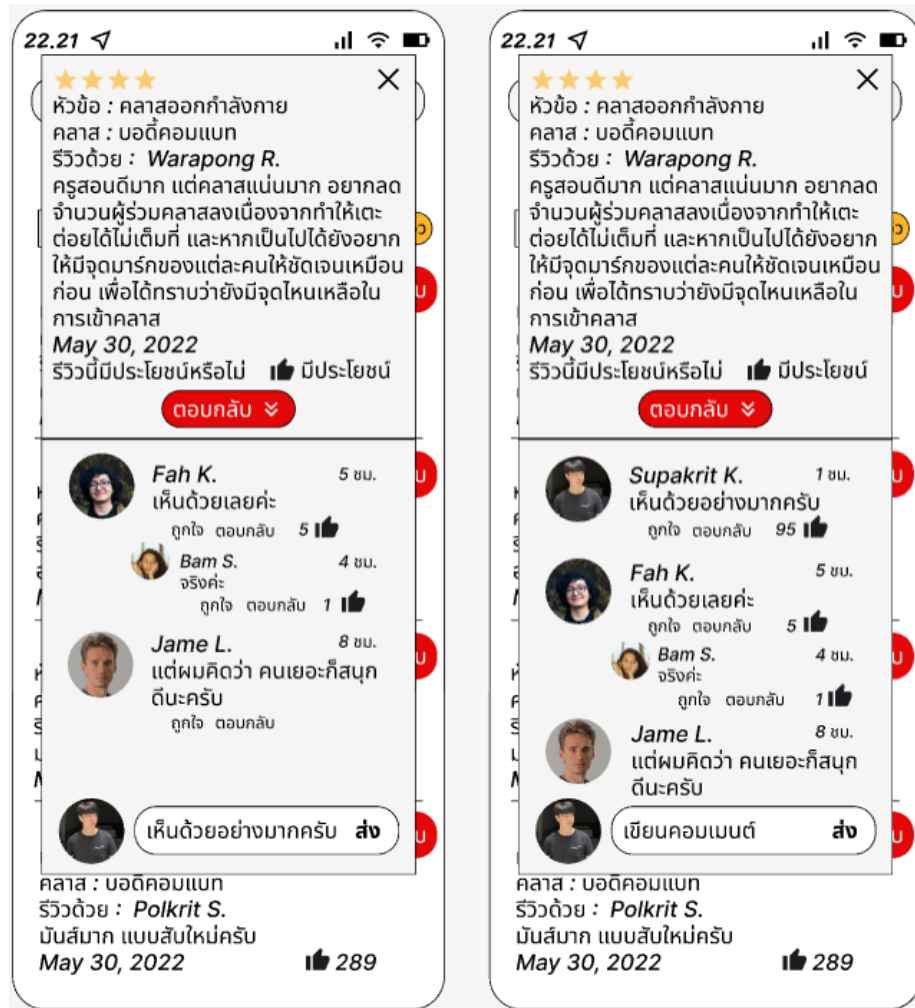 22.21
หัวข้อ : คลาสออกกำลังกาย
คลาส : บอดี้คอมแบท
รีวิวด้วย : Warapong R.
ครูสอนดีมาก แต่คลาสแน่นมาก อยากลด
จำนวนผู้ร่วมคลาสลงเนื่องจากทำให้เตะ
ต่อยได้ไม่เต็มที่ และหากเป็นไปได้ยังอยาก
ให้มีจุดมาร์กของแต่ละคนให้ชัดเจนเหมือน
ก่อน เพื่อได้ทราบว่ายังมีจุดไหนเหลือใน
การเข้าคลาส
May 30, 2022
รีวิวนี้มีประโยชน์หรือไม่ มีประโยชน์
ตอบกลับ
Fah K. 5 ชม.
เห็นด้วยเลยค่ะ
ถูกใจ ตอบกลับ 5
Bam S. 4 ชม.
จริงค่ะ
ถูกใจ ตอบกลับ 1
Jame L. 8 ชม.
แต่ผมคิดว่า คนเยอะก็สนุก
ดีนะครับ
ถูกใจ ตอบกลับ
เห็นด้วยอย่างมากครับ ส่ง
คลาส : บอดี้คอมแบท
รีวิวด้วย : Polkrit S.
มันส์มาก แบบสับใหม่ครับ
May 30, 2022 289
22.21
หัวข้อ : คลาสออกกำลังกาย
คลาส : บอดี้คอมแบท
รีวิวด้วย : Warapong R.
ครูสอนดีมาก แต่คลาสแน่นมาก อยากลด
จำนวนผู้ร่วมคลาสลงเนื่องจากทำให้เตะ
ต่อยได้ไม่เต็มที่ และหากเป็นไปได้ยังอยาก
ให้มีจุดมาร์กของแต่ละคนให้ชัดเจนเหมือน
ก่อน เพื่อได้ทราบว่ายังมีจุดไหนเหลือใน
การเข้าคลาส
May 30, 2022
รีวิวนี้มีประโยชน์หรือไม่ มีประโยชน์
ตอบกลับ
Supakrit K. 1 ชม.
เห็นด้วยอย่างมากครับ
ถูกใจ ตอบกลับ 95
Fah K. 5 ชม.
เห็นด้วยเลยค่ะ
ถูกใจ ตอบกลับ 5
Bam S. 4 ชม.
จริงค่ะ
ถูกใจ ตอบกลับ 1
Jame L. 8 ชม.
แต่ผมคิดว่า คนเยอะก็สนุก
ดีนะครับ
เขียนคอมเมนต์ ส่ง
คลาส : บอดี้คอมแบท
รีวิวด้วย : Polkrit S.
มันส์มาก แบบสับใหม่ครับ
May 30, 2022 289